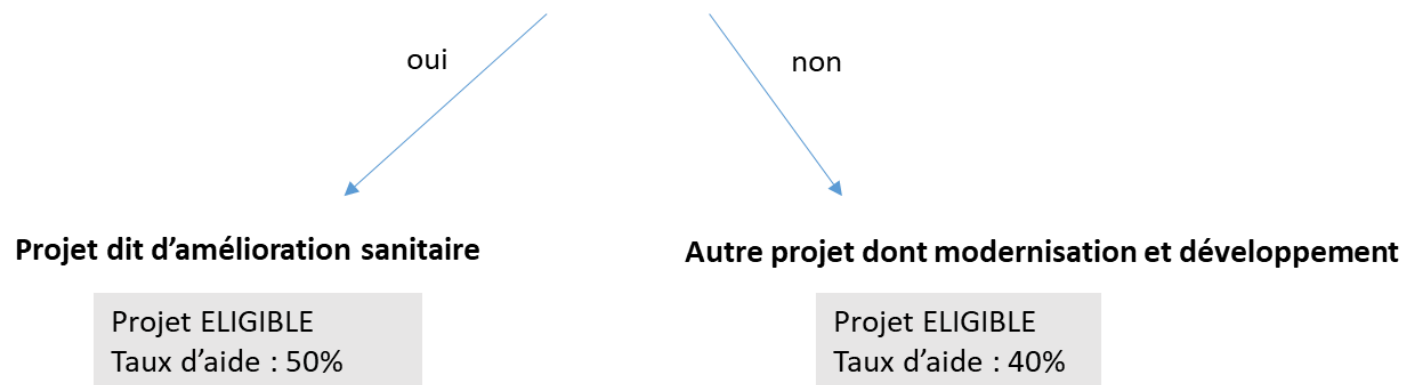 oui
non
Projet dit d’amélioration sanitaire
Autre projet dont modernisation et développement
Projet ELIGIBLE
Taux d’aide : 50%
Projet ELIGIBLE
Taux d’aide : 40%